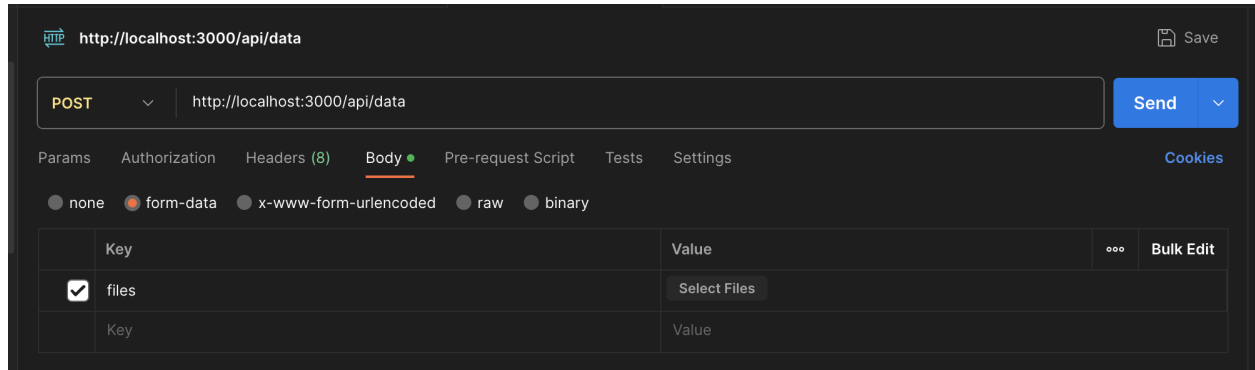 HTTP http://localhost:3000/api/data Save
POST http://localhost:3000/api/data Send
Params Authorization Headers (8) Body Pre-request Script Tests Settings Cookies
none form-data x-www-form-urlencoded raw binary
Key Value ooo Bulk Edit
files Select Files
Key Value